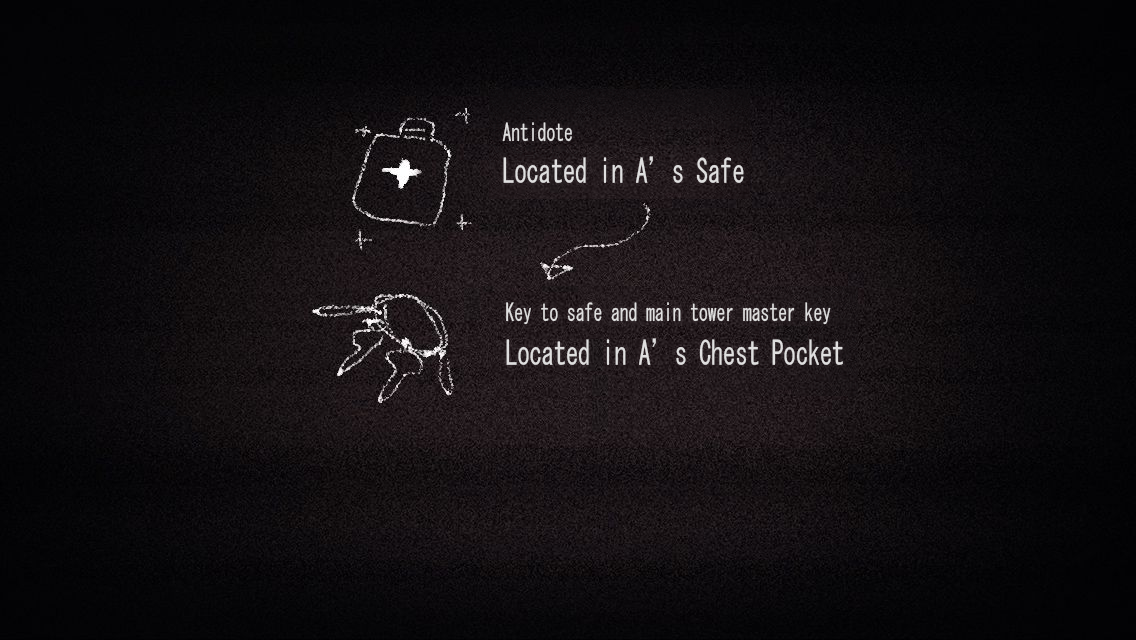 Antidote
Located in A's Safe
Key to safe and main tower master key
Located in A's Chest Pocket